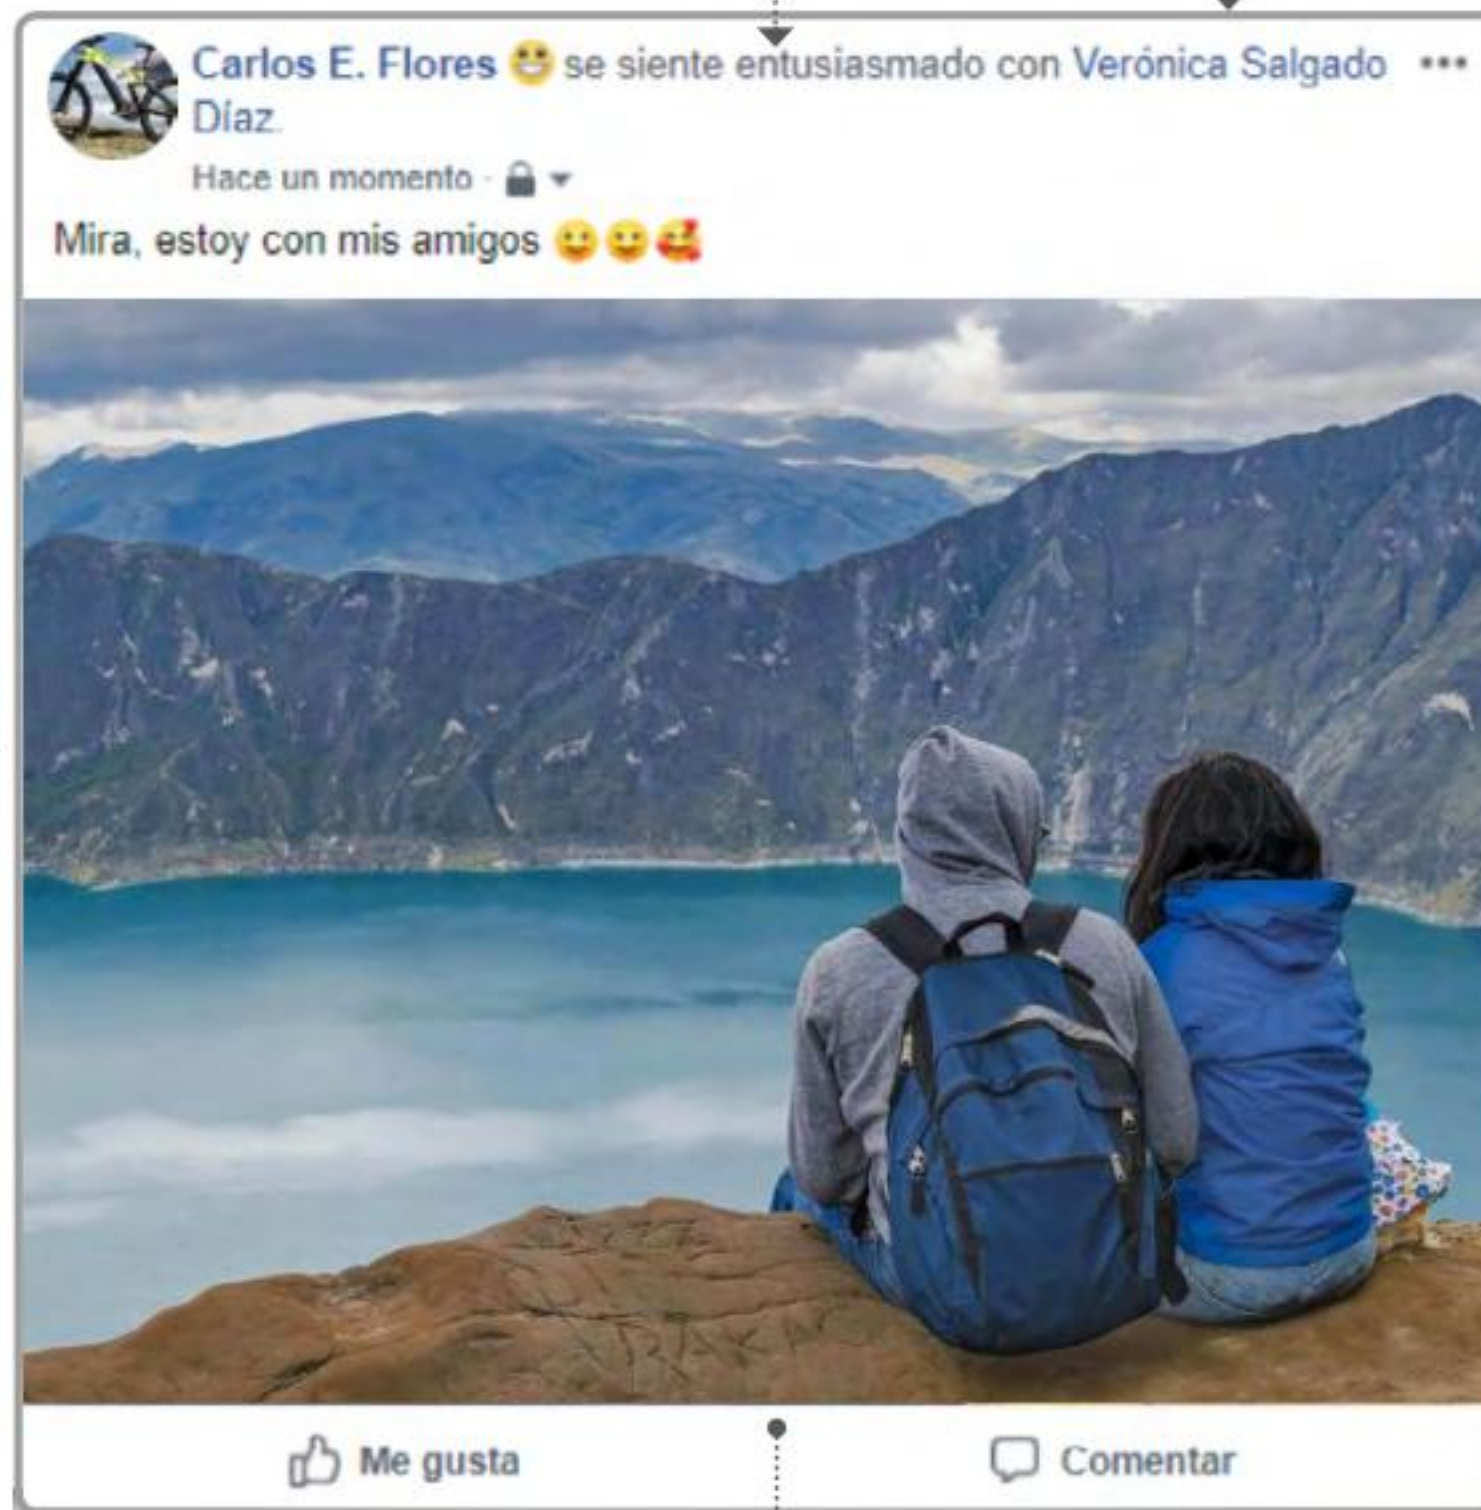 Carlos E. Flores 😀 se siente entusiasmado con Verónica Salgado
Díaz.
Hace un momento ·
Mira, estoy con mis amigos 🙂🙂🥰
Me gusta
Comentar